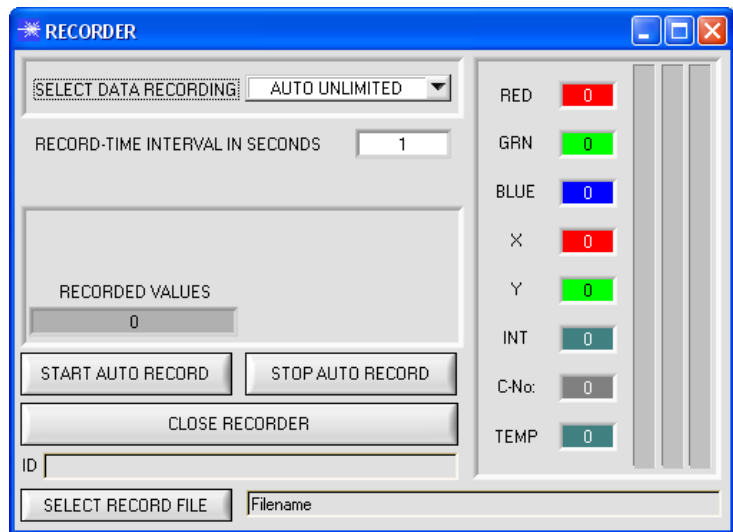 RECORDER
SELECT DATA RECORDING AUTO UNLIMITED
RECORD-TIME INTERVAL IN SECONDS 1
RECORDED VALUES
0
START AUTO RECORD STOP AUTO RECORD
CLOSE RECORDER
ID
SELECT RECORD FILE Filename
RED 0
GRN 0
BLUE 0
X 0
Y 0
INT 0
C-No: 0
TEMP 0